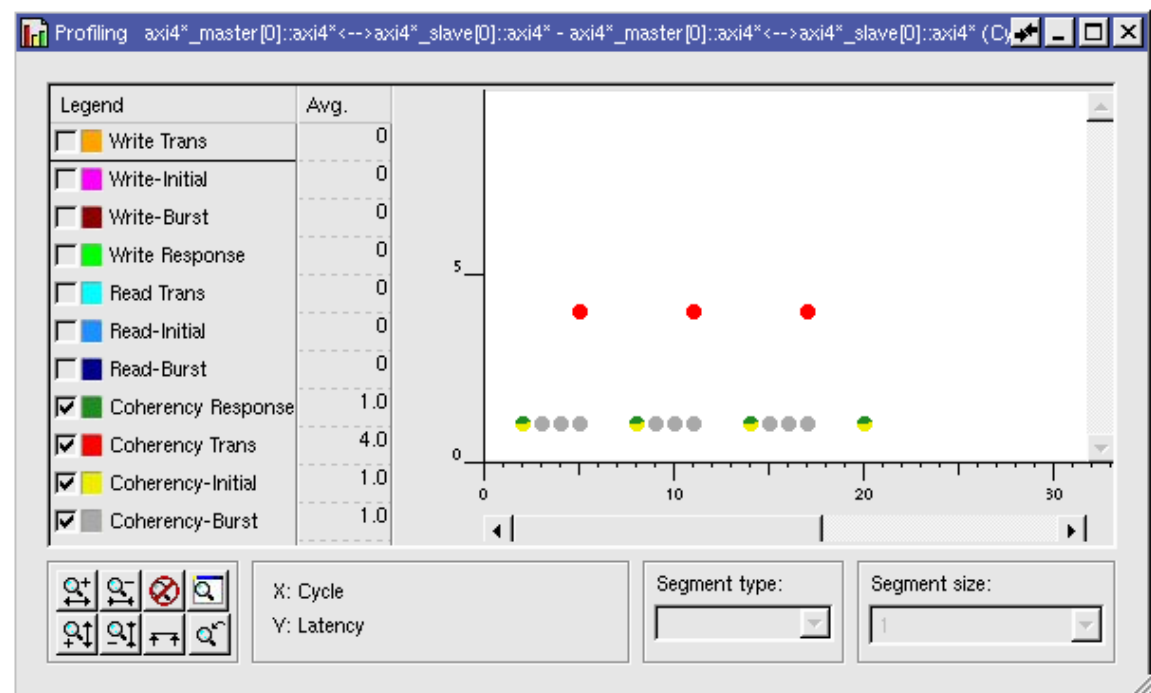 Profiling axi4*_master[0]::axi4*<-->axi4*_slave[0]::axi4* - axi4*_master[0]::axi4*<-->axi4*_slave[0]::axi4* (Cy
Legend Avg.
Write Trans 0
Write-Initial 0
Write-Burst 0
Write Response 0
Read Trans 0
Read-Initial 0
Read-Burst 0
Coherency Response 1.0
Coherency Trans 4.0
Coherency-Initial 1.0
Coherency-Burst 1.0
5
0
0 10 20 30
X: Cycle
Y: Latency
Segment type:
Segment size:
1